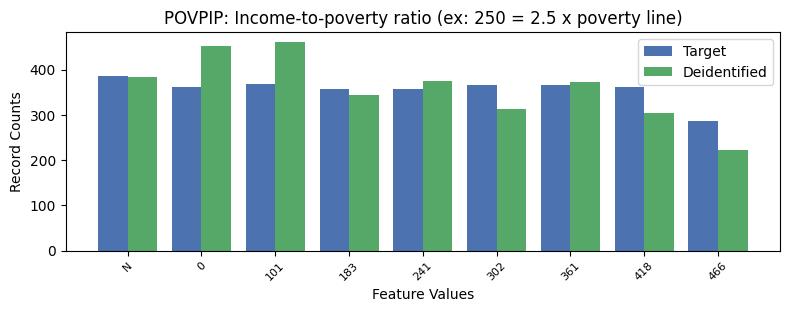 POVPIP: Income-to-poverty ratio (ex: 250 = 2.5 x poverty line)
Target
Deidentified
Record Counts
400
300
200
100
0
N 0 101 183 241 302 361 418 466
Feature Values